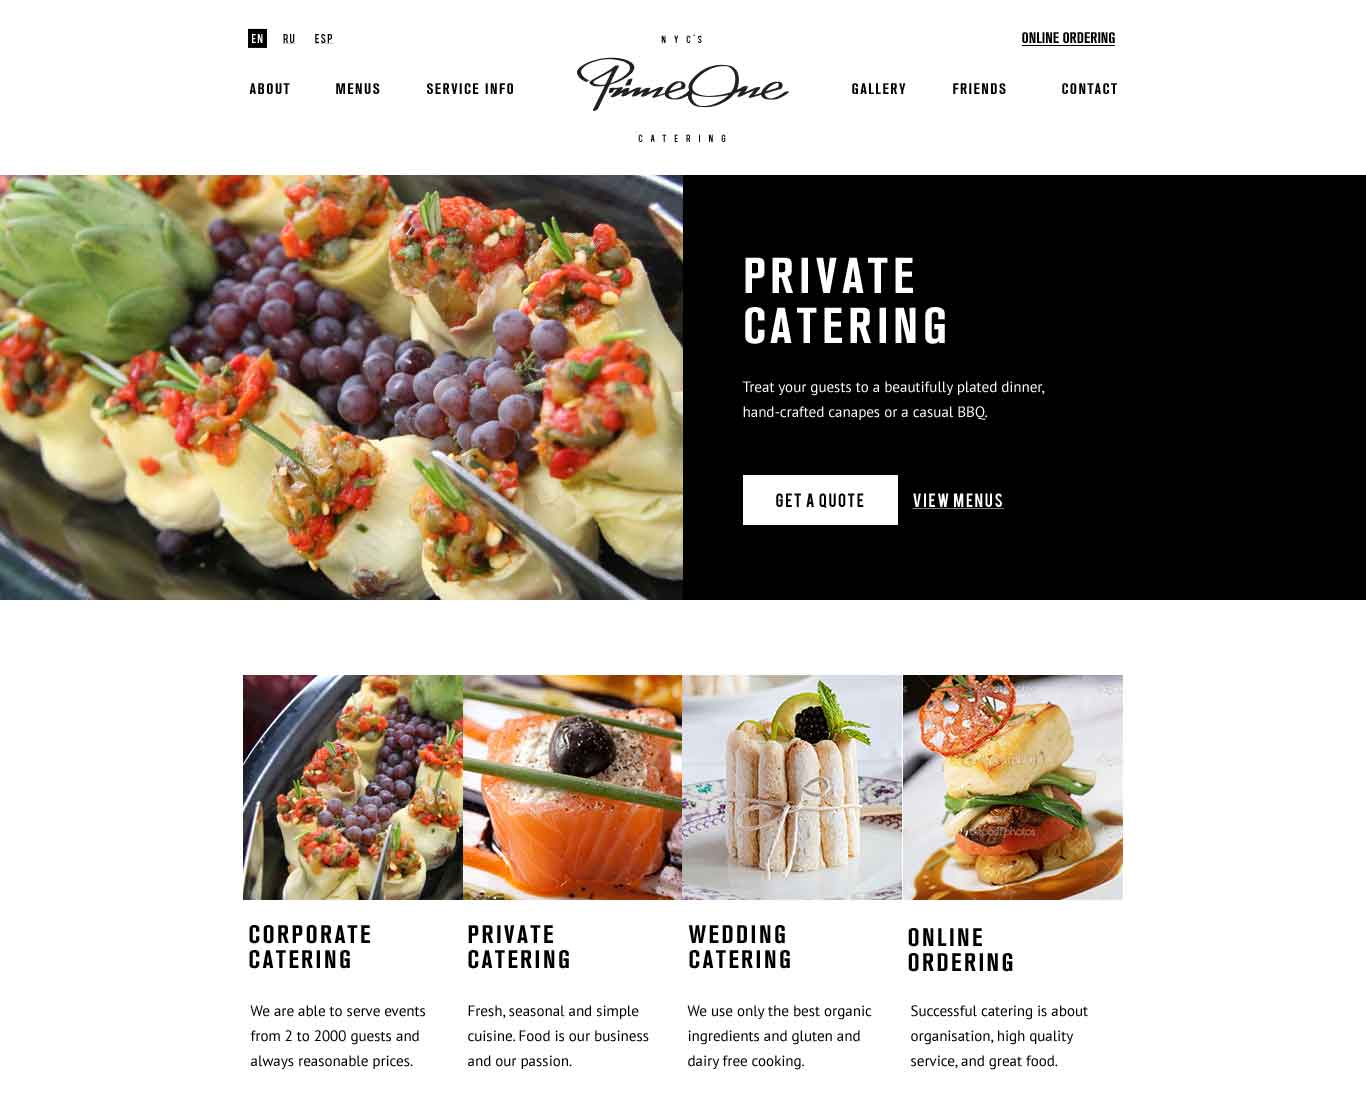 EN RU ESP
NYC'S
ONLINE ORDERING
ABOUT MENUS SERVICE INFO
PrimeOne
GALLERY FRIENDS CONTACT
CATERING
PRIVATE
CATERING
Treat your guests to a beautifully plated dinner,
hand-crafted canapes or a casual BBQ.
GET A QUOTE
VIEW MENUS
CORPORATE
CATERING
We are able to serve events
from 2 to 2000 guests and
always reasonable prices.
PRIVATE
CATERING
Fresh, seasonal and simple
cuisine. Food is our business
and our passion.
WEDDING
CATERING
We use only the best organic
ingredients and gluten and
dairy free cooking.
depositphotos
ONLINE
ORDERING
Successful catering is about
organisation, high quality
service, and great food.